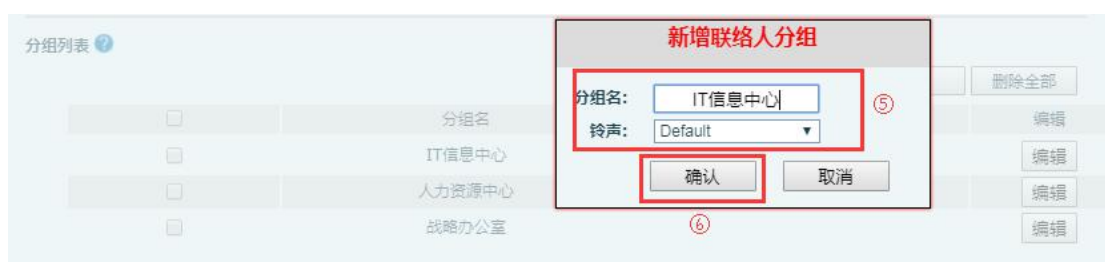 新增联络人分组
分组列表 ?
删除全部
分组名: IT信息中心 ⑤
铃声: Default
分组名 编辑
IT信息中心 编辑
确认 取消
人力资源中心 编辑
⑥
战略办公室 编辑